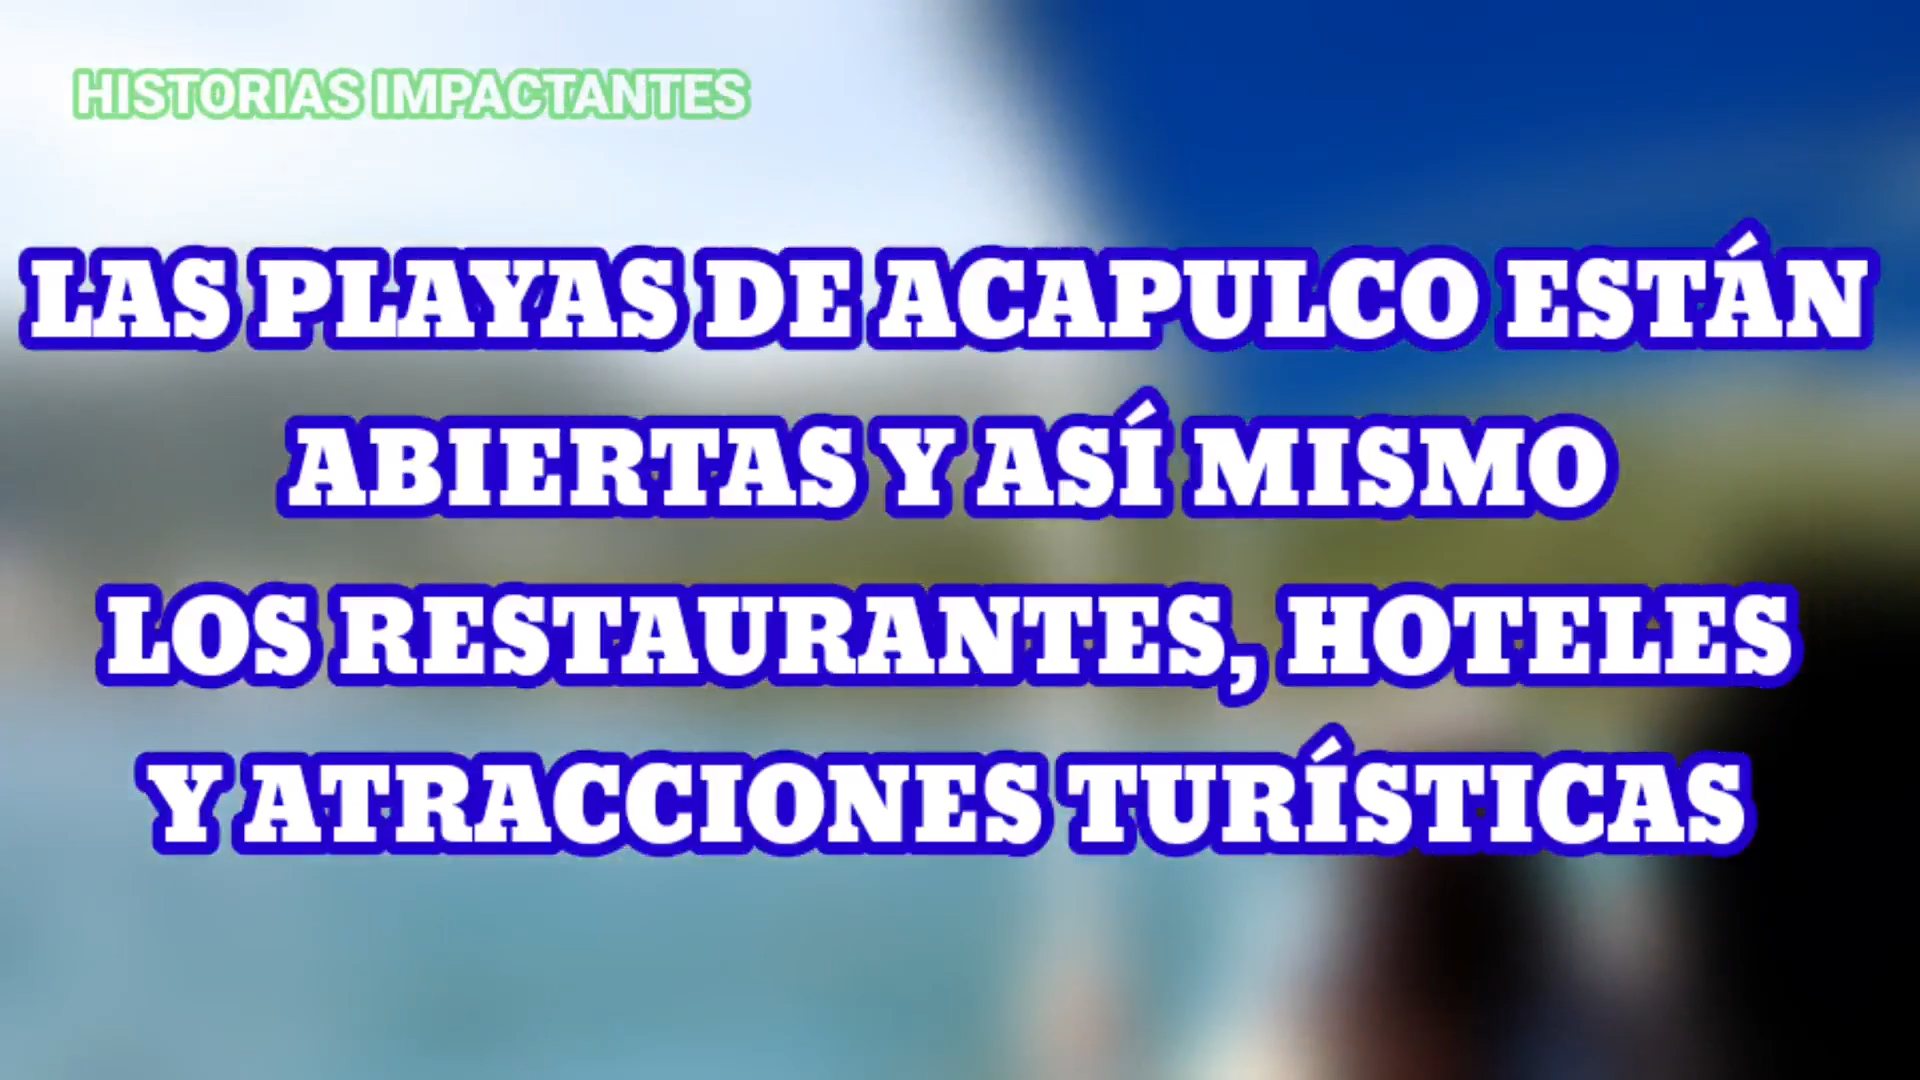 HISTORIAS IMPACTANTES
LAS PLAYAS DE ACAPULCO ESTÁN
ABIERTAS Y ASÍ MISMO
LOS RESTAURANTES, HOTELES
Y ATRACCIONES TURÍSTICAS